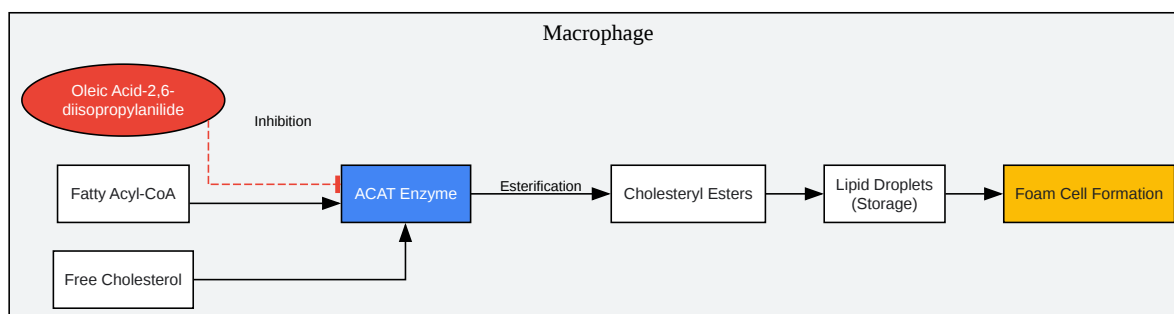 Macrophage
Oleic Acid-2,6-
diisopropylanilide
Inhibition
Fatty Acyl-CoA
ACAT Enzyme
Esterification
Cholesteryl Esters
Lipid Droplets
(Storage)
Foam Cell Formation
Free Cholesterol